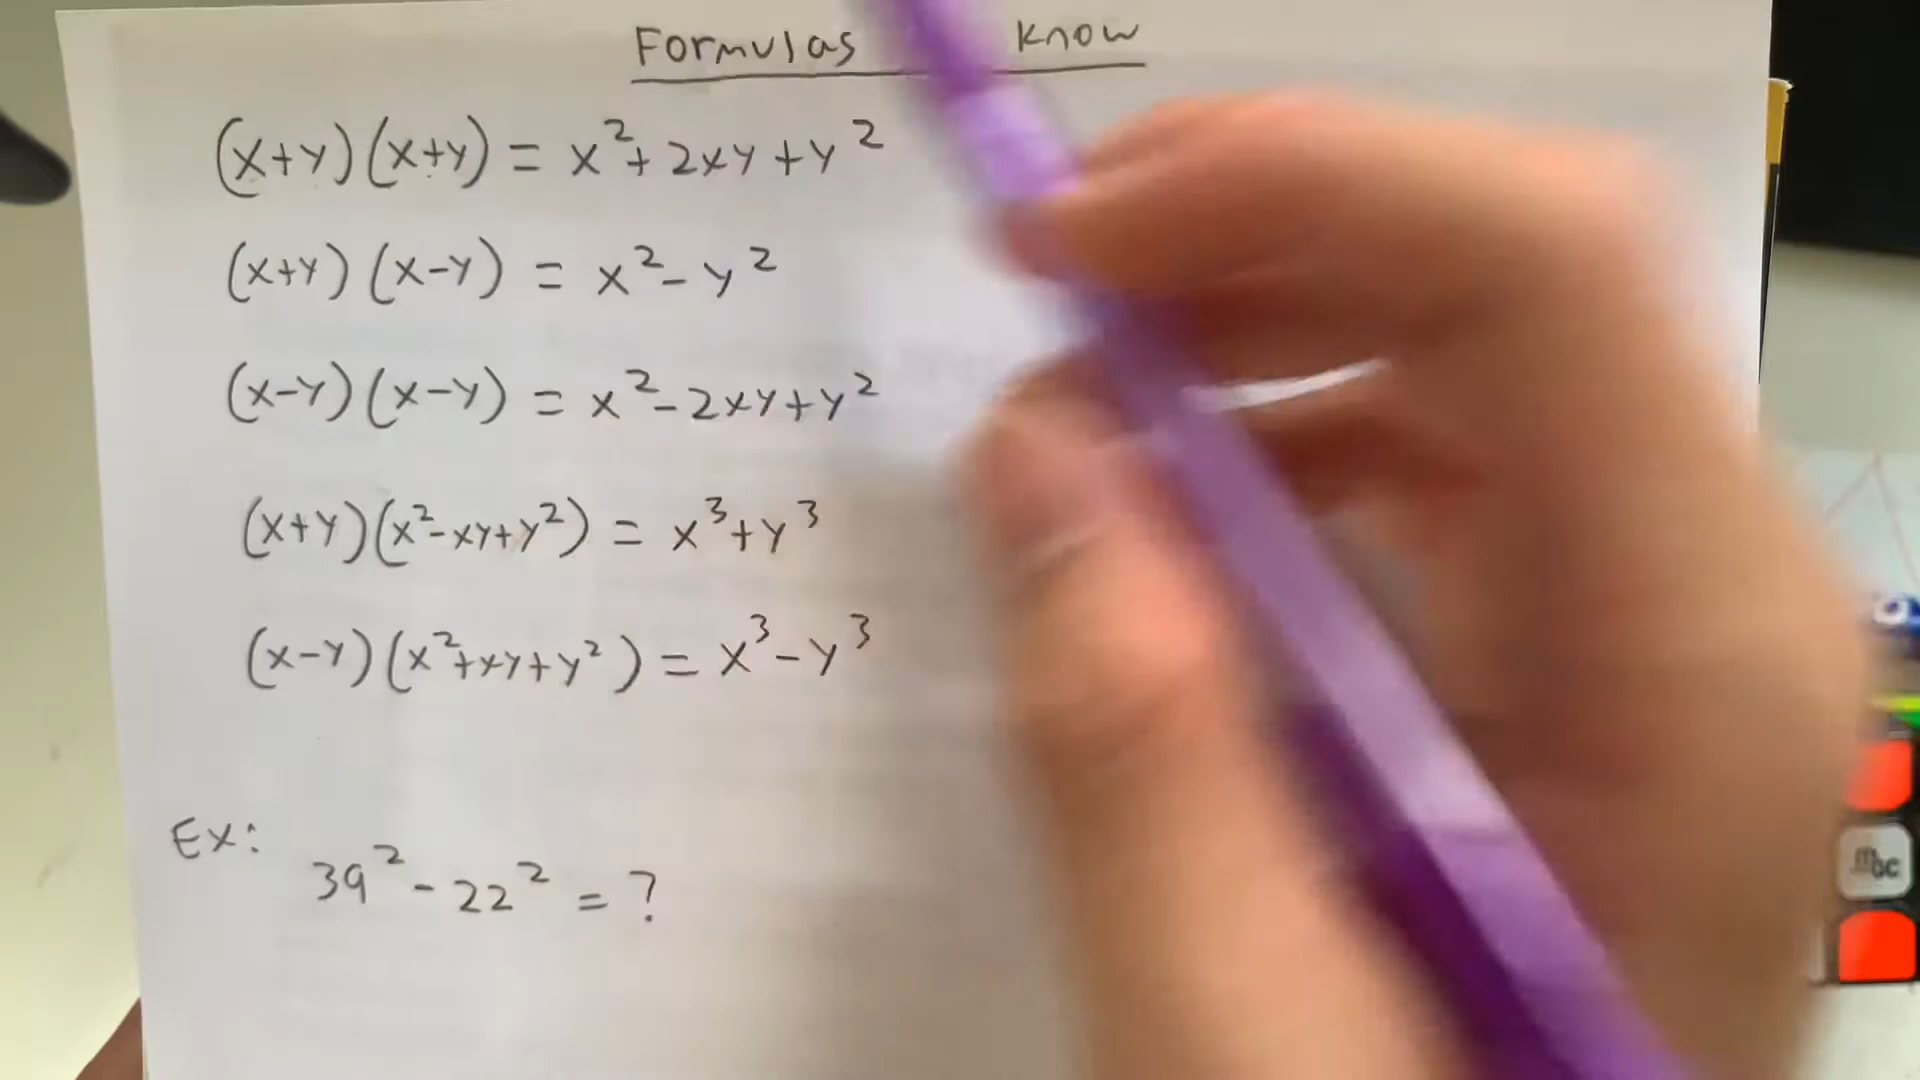 Formulas know
(x+y)(x+y) = x²+2xy+y²
(x+y)(x-y) = x²-y²
(x-y)(x-y) = x²-2xy+y²
(x+y)(x²-xy+y²) = x³+y³
(x-y)(x²+xy+y²) = x³-y³
Ex:
39²-22² = ?